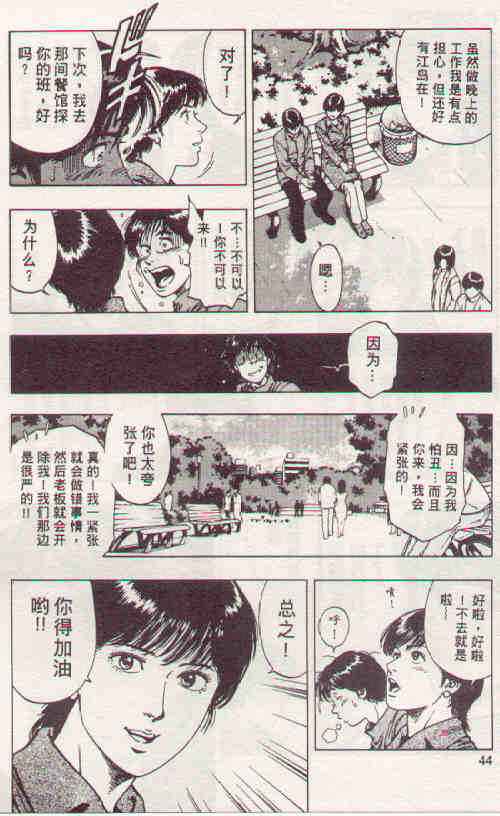 虽然做晚上的
工作我是有点
担心，但还好
有江岛在！
嗯…
对了！
下次，我去
那间餐馆探
你的班，好
吗？
不…不可以
！你不可以
来!!
为什么？
因为…
因…因为我
怕丑…而且
你来，我会
紧张的！
你也太夸
张了吧！
真的！我一紧张
就会做错事情，
然后老板就会开
除我！我们那边
是很严的!!
好啦，好啦
！不去就是
啦～
唷！
呼！
总之！
你得加油
哟!!
44